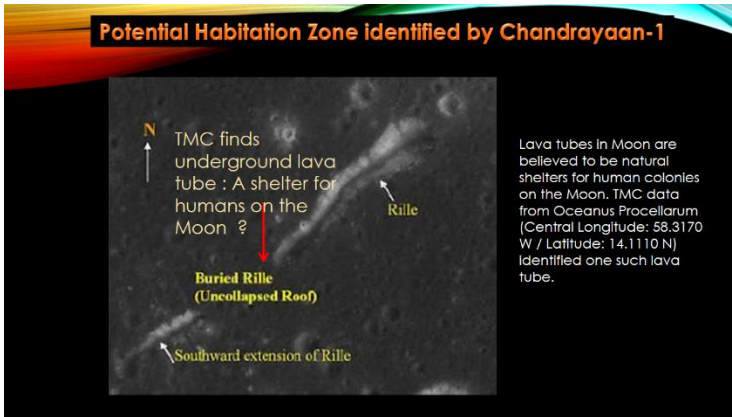 Potential Habitation Zone identified by Chandrayaan-1
N
TMC finds
underground lava
tube : A shelter for
humans on the
Moon ?
Rille
Buried Rille
(Uncollapsed Roof)
Southward extension of Rille
Lava tubes in Moon are
believed to be natural
shelters for human colonies
on the Moon. TMC data
from Oceanus Procellarum
(Central Longitude: 58.3170
W / Latitude: 14.1110 N)
identified one such lava
tube.